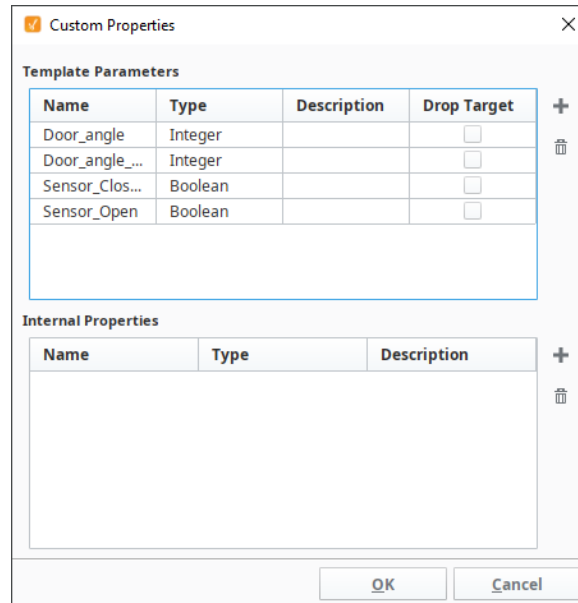 Custom Properties
Template Parameters
Name Type Description Drop Target
Door_angle Integer
Door_angle_... Integer
Sensor_Clos... Boolean
Sensor_Open Boolean
Internal Properties
Name Type Description
OK Cancel